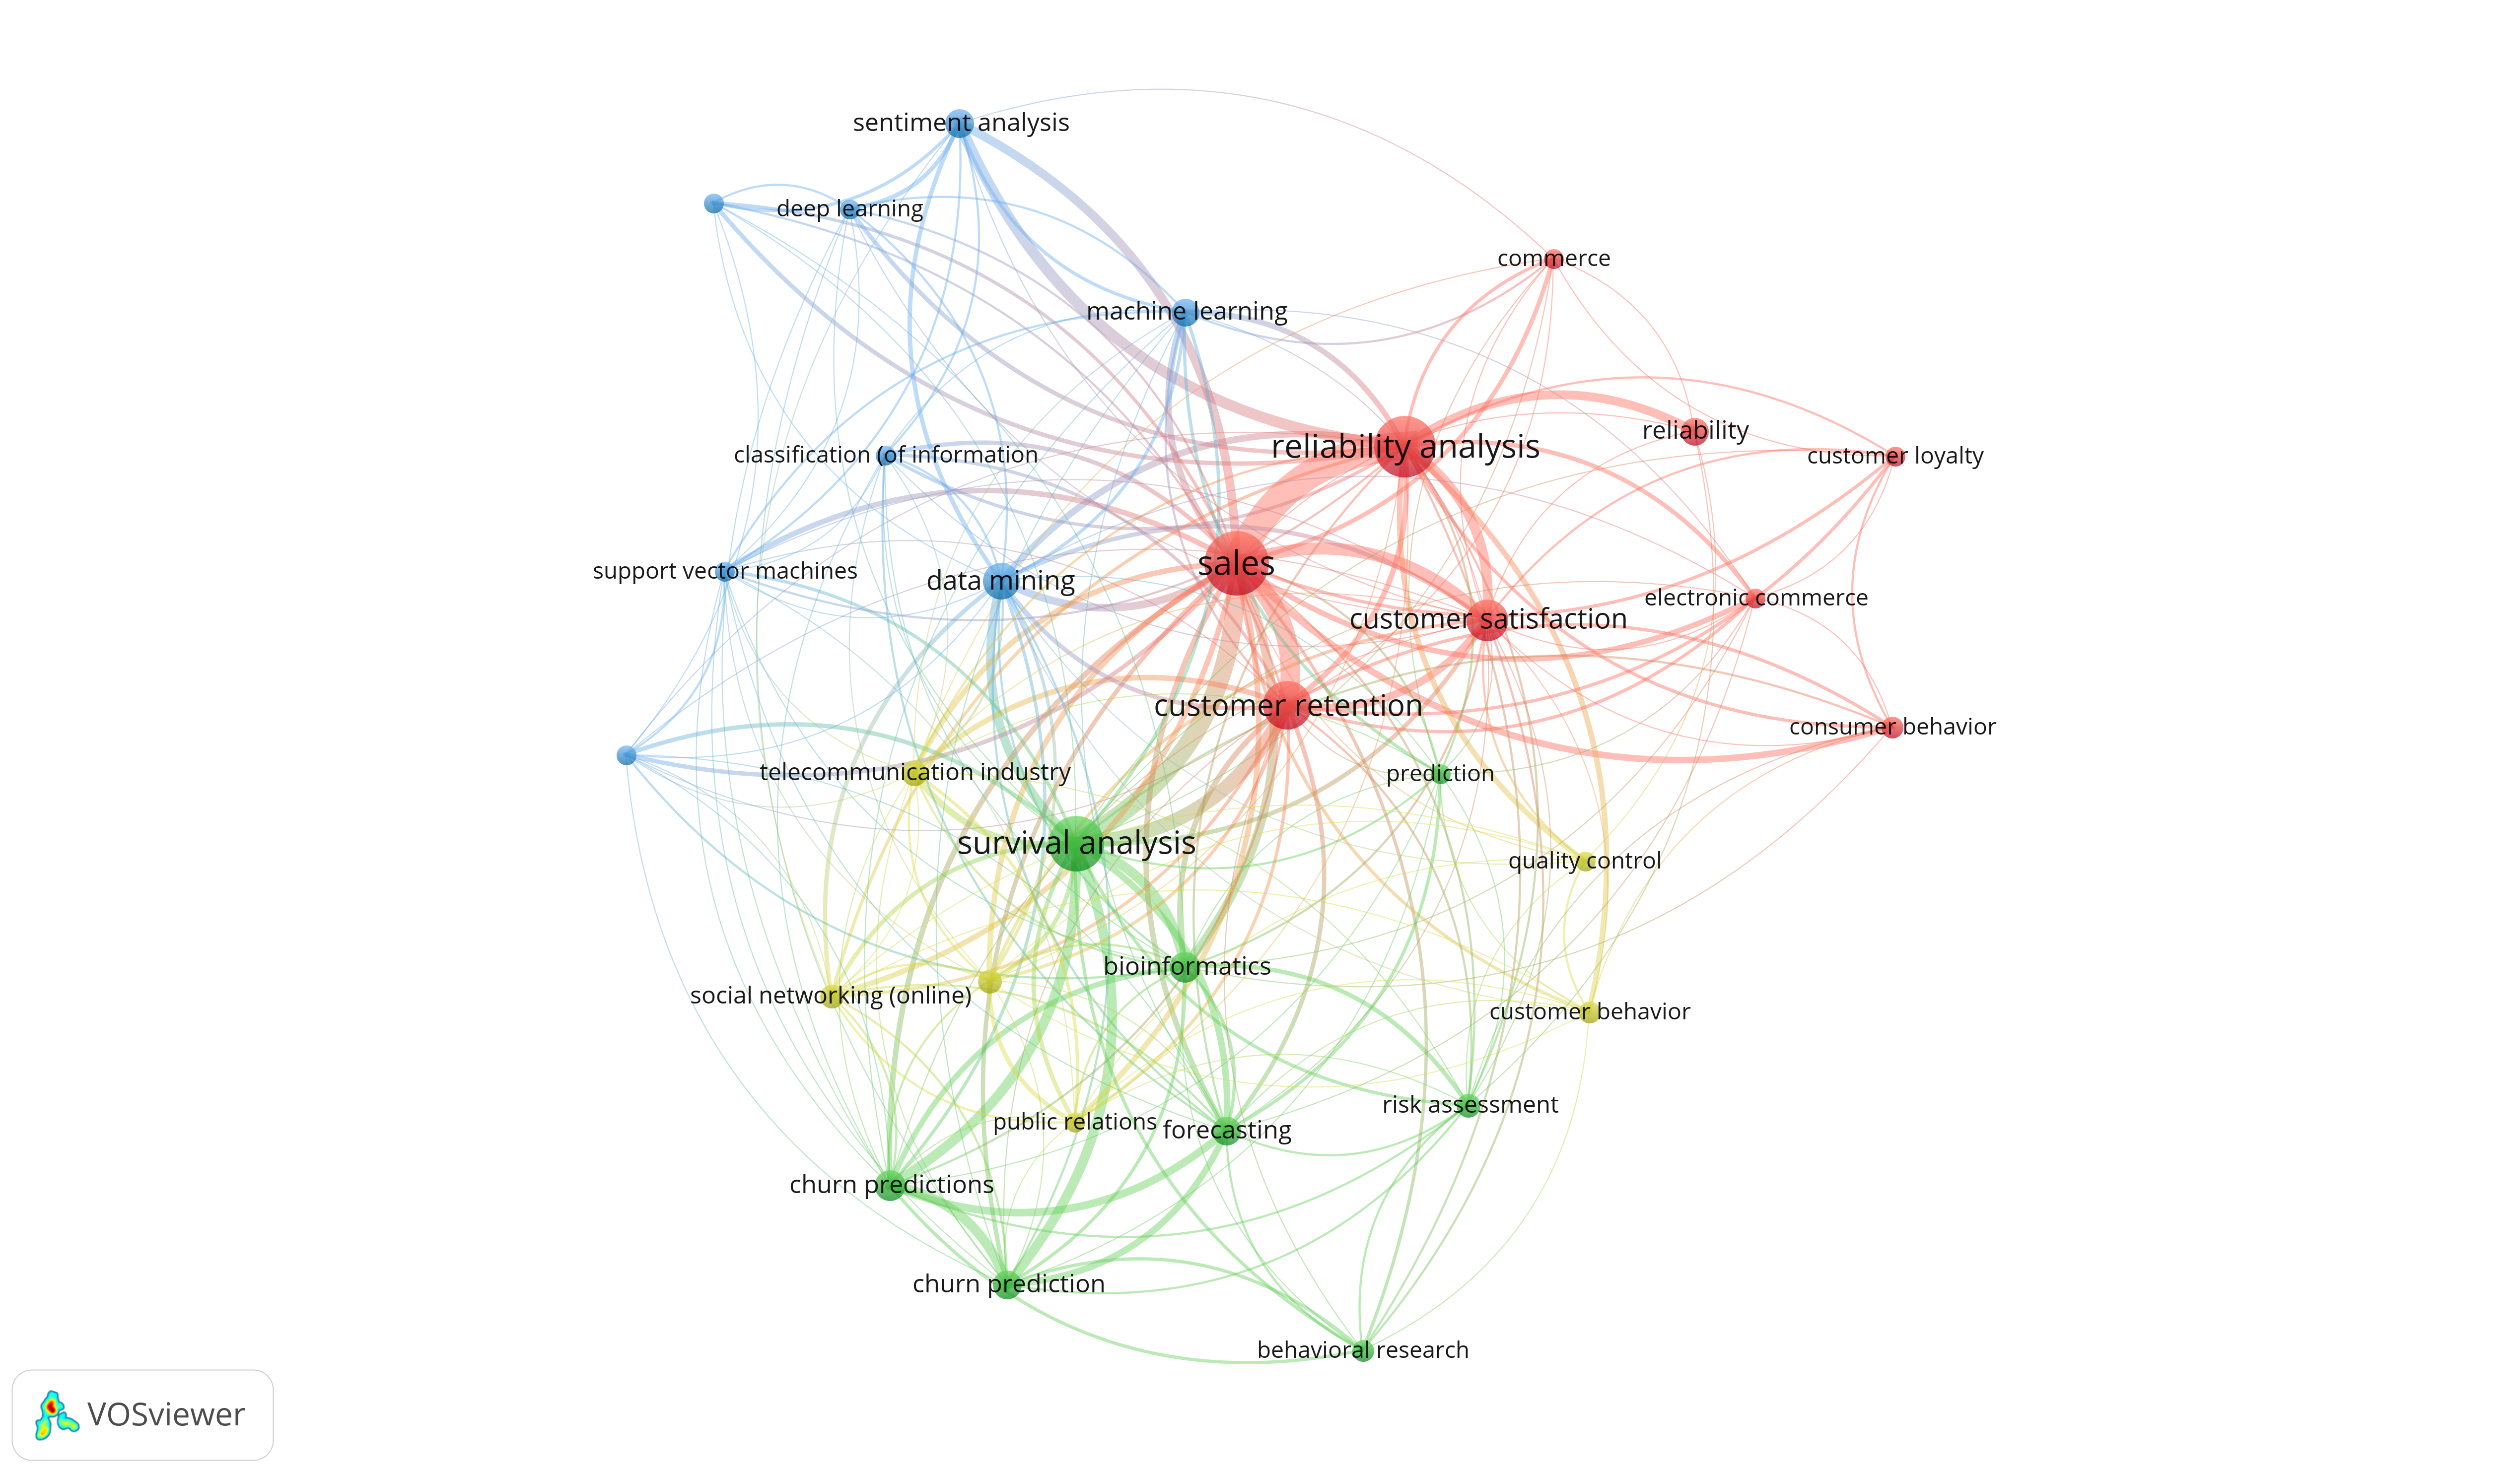 sentiment analysis
deep learning
commerce
machine learning
reliability analysis
reliability
classification (of information
customer loyalty
sales
support vector machines
data mining
electronic commerce
customer satisfaction
customer retention
consumer behavior
telecommunication industry
prediction
survival analysis
quality control
bioinformatics
social networking (online)
customer behavior
risk assessment
public relations
forecasting
churn predictions
churn prediction
behavioral research
VOSviewer